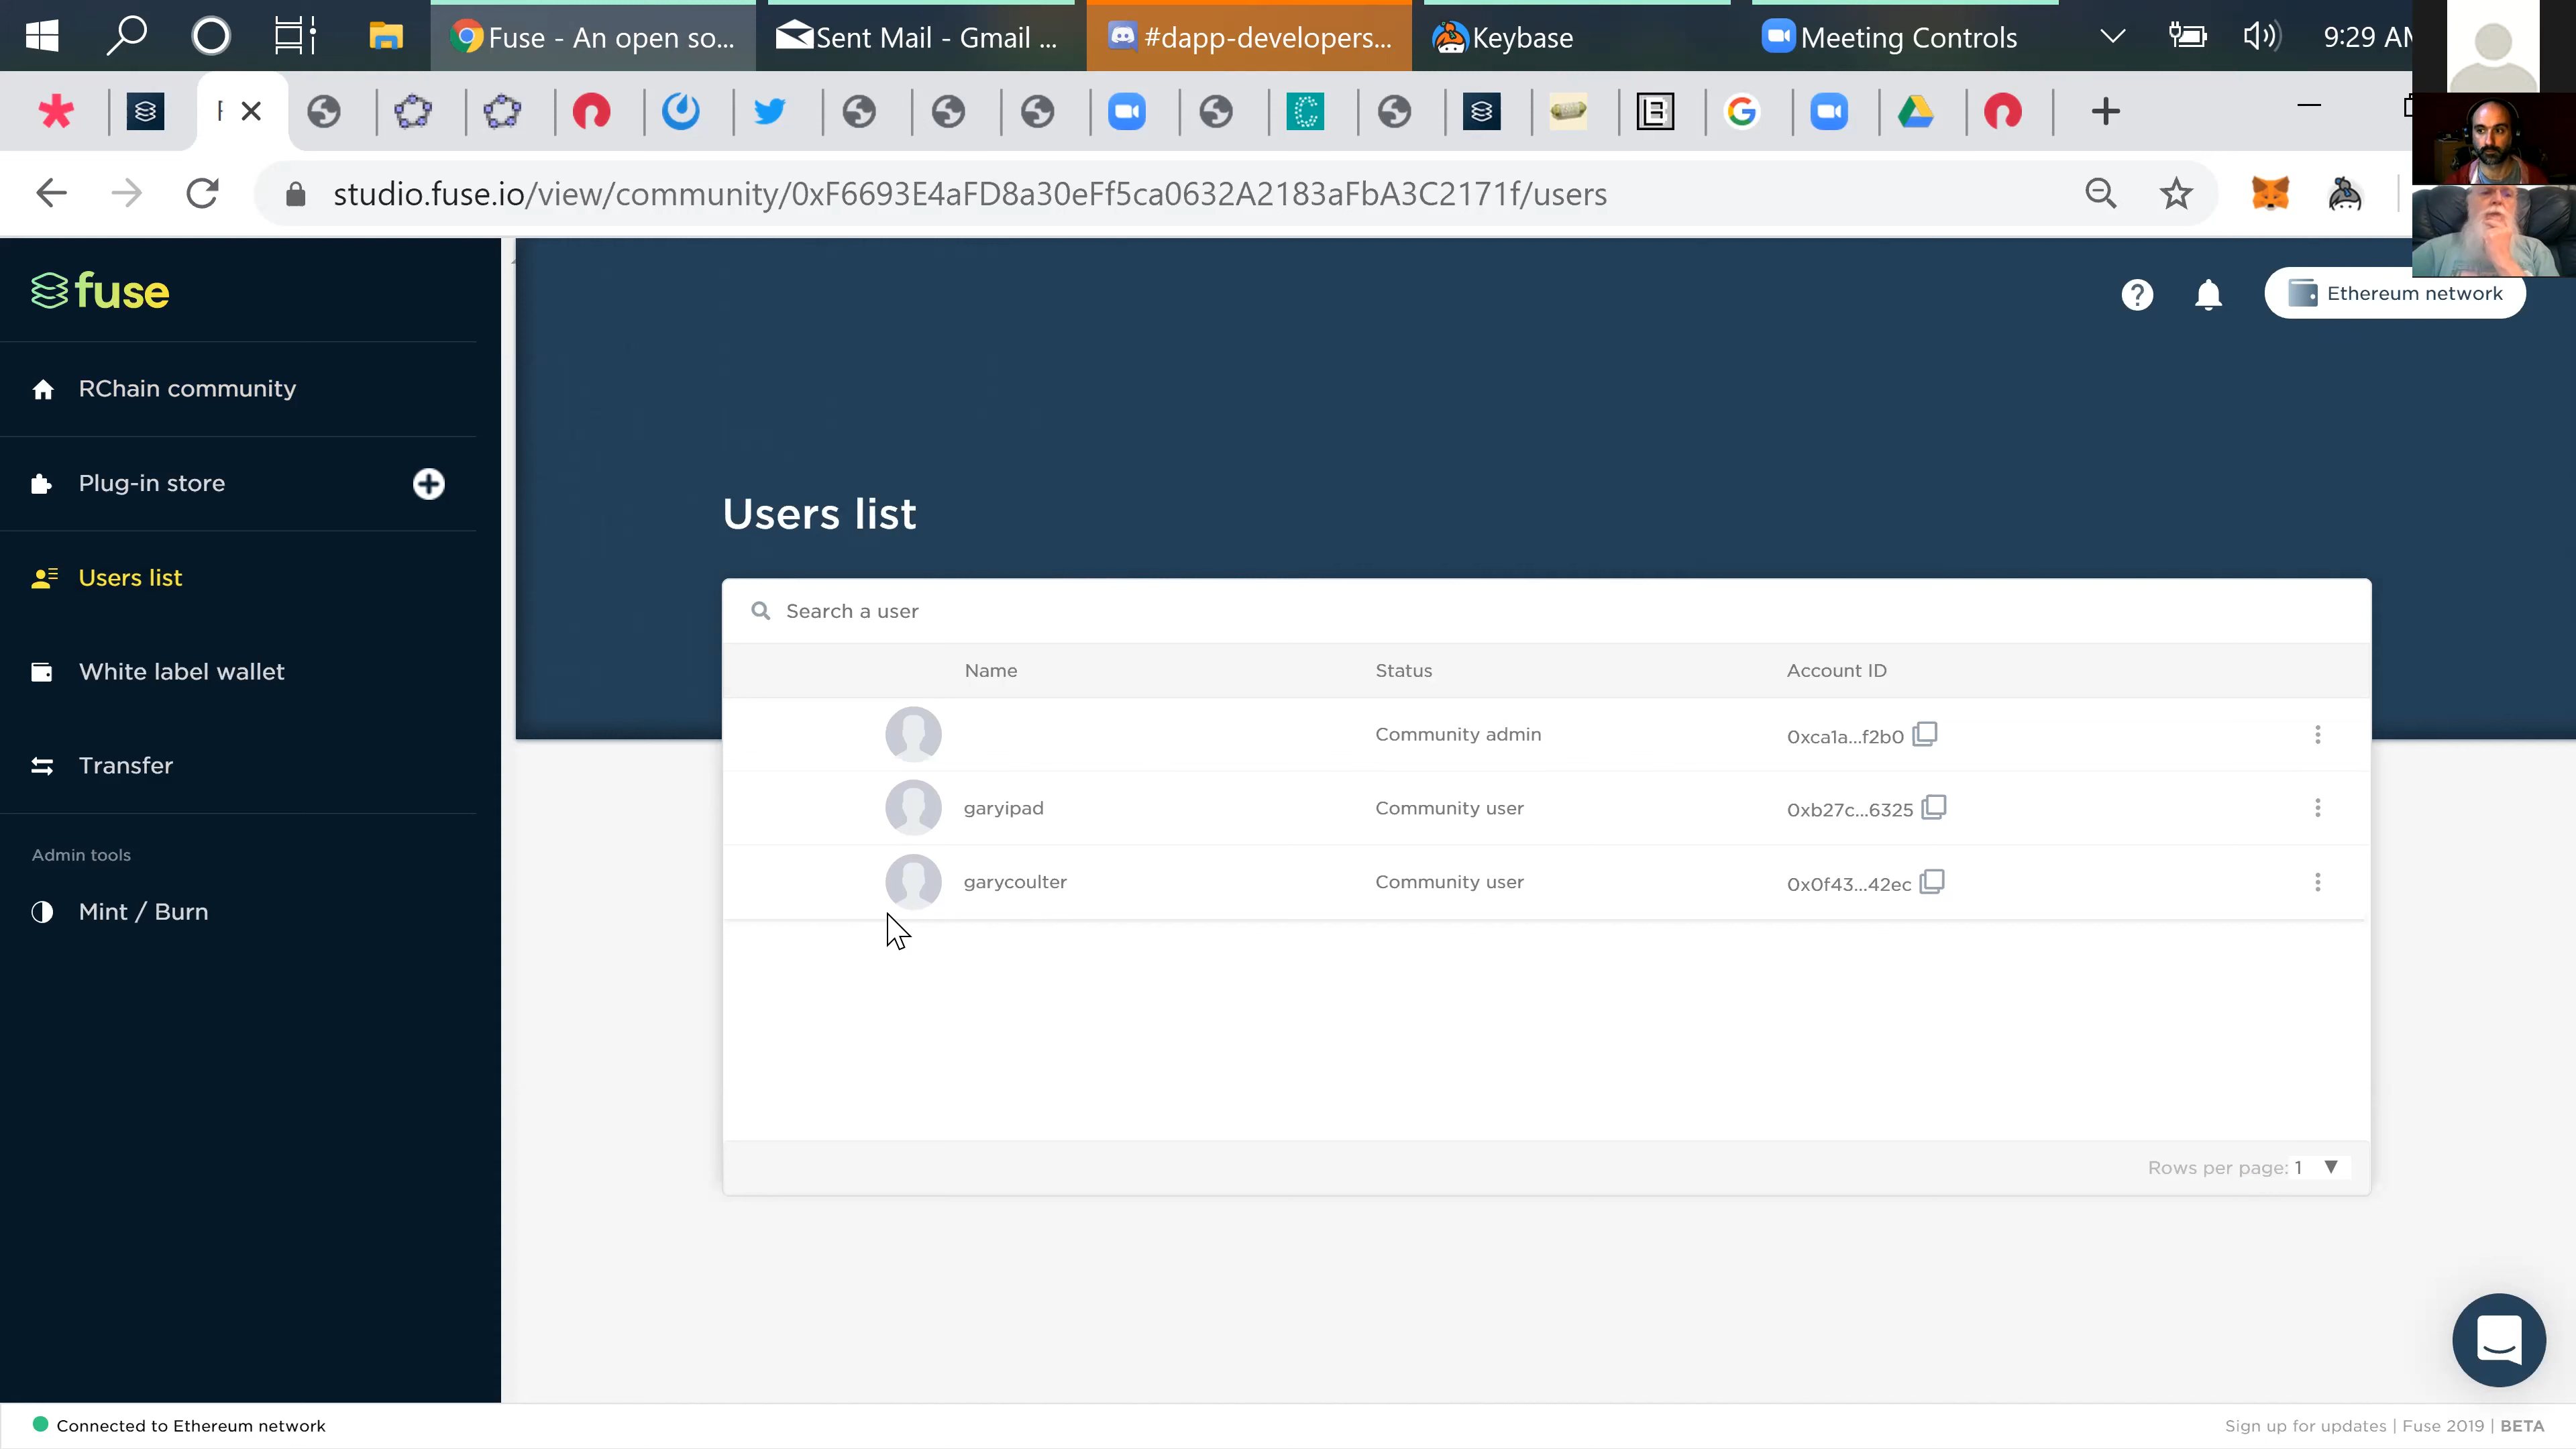 Fuse - An open so... Sent Mail - Gmail ... #dapp-developers... Keybase Meeting Controls 9:29 AM
studio.fuse.io/view/community/0xF6693E4aFD8a30eFf5ca0632A2183aFbA3C2171f/users
fuse
Ethereum network
RChain community
Plug-in store
Users list
White label wallet
Transfer
Admin tools
Mint / Burn
Users list
Search a user
Name Status Account ID
Community admin 0xca1a...f2b0
garyipad Community user 0xb27c...6325
garycoulter Community user 0x0f43...42ec
Rows per page: 1
Connected to Ethereum network
Sign up for updates | Fuse 2019 | BETA